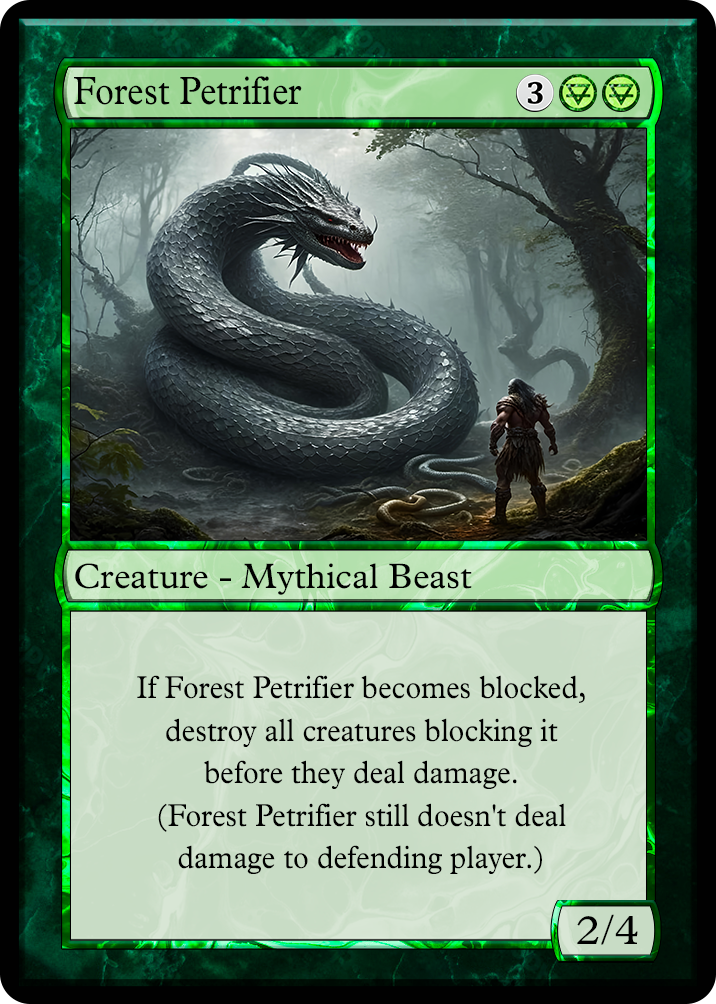 Forest Petrifier 3
Creature - Mythical Beast
If Forest Petrifier becomes blocked,
destroy all creatures blocking it
before they deal damage.
(Forest Petrifier still doesn't deal
damage to defending player.)
2/4